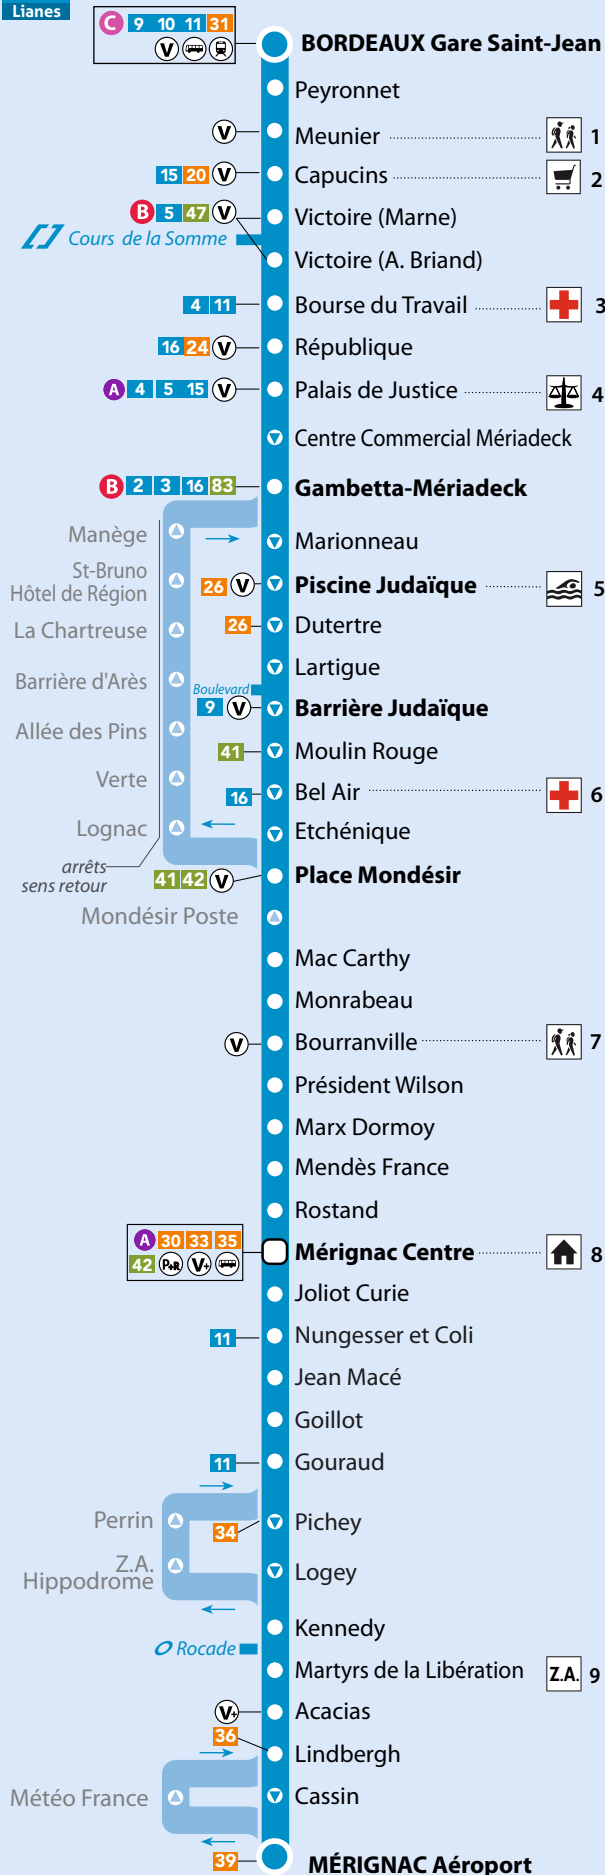 Lianes
C 9 10 11 31
V
BORDEAUX Gare Saint-Jean
Peyronnet
V Meunier 1
15 20 V Capucins 2
B 5 47 V Victoire (Marne)
Cours de la Somme
Victoire (A. Briand)
4 11 Bourse du Travail 3
16 24 V République
A 4 5 15 V Palais de Justice 4
Centre Commercial Mériadeck
B 2 3 16 83 Gambetta-Mériadeck
Manège
Marionneau
St-Bruno
Hôtel de Région
26 V Piscine Judaïque 5
La Chartreuse
26 Dutertre
Lartigue
Barrière d'Arès
Boulevard
9 V Barrière Judaïque
Allée des Pins
41 Moulin Rouge
Verte
16 Bel Air 6
Lognac
Etchénique
arrêts
sens retour
41 42 V Place Mondésir
Mondésir Poste
Mac Carthy
Monrabeau
V Bourranville 7
Président Wilson
Marx Dormoy
Mendès France
Rostand
A 30 33 35
42 P+R V+
Mérignac Centre 8
Joliot Curie
11 Nungesser et Coli
Jean Macé
Goillot
11 Gouraud
Perrin
34 Pichey
Z.A.
Hippodrome
Logey
Kennedy
Rocade
Martyrs de la Libération Z.A. 9
V+ Acacias
36 Lindbergh
Météo France
Cassin
39 MÉRIGNAC Aéroport